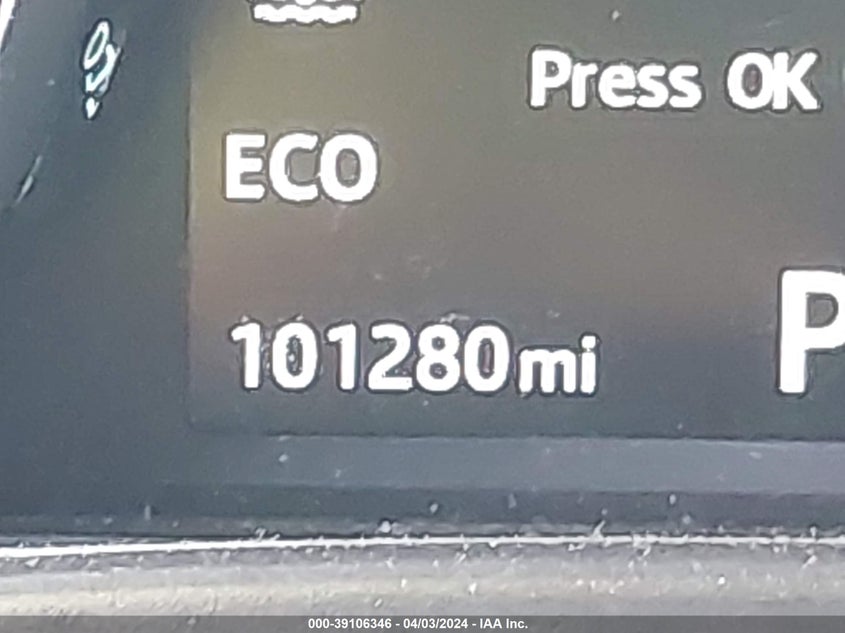 Press OK
ECO
P
101280mi
000-39106346 - 04/03/2024 - IAA Inc.